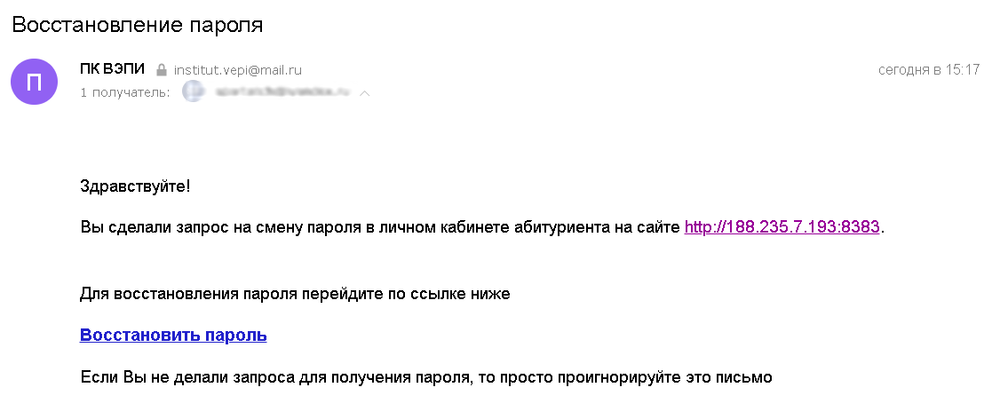 Восстановление пароля
П
ПК ВЭПИ institut.vepi@mail.ru сегодня в 15:17
1 получатель:
Здравствуйте!
Вы сделали запрос на смену пароля в личном кабинете абитуриента на сайте http://188.235.7.193:8383.
Для восстановления пароля перейдите по ссылке ниже
Восстановить пароль
Если Вы не делали запроса для получения пароля, то просто проигнорируйте это письмо